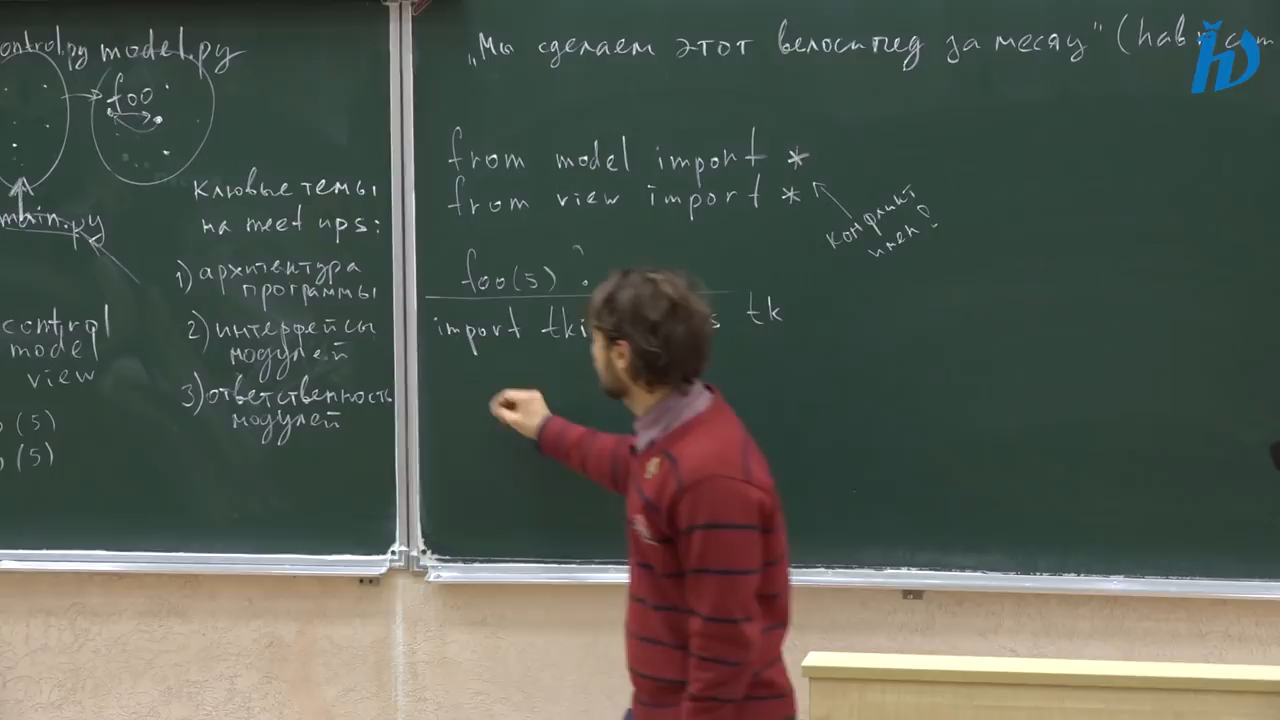 control.py model.py
foo
main.py
ключевые темы
на meet ups:
1) архитектура
программы
2) интерфейсы
модулей
3) ответственность
модулей
control
model
view
(5)
(5)
"Мы сделаем этот велосипед за месяц" (hab
from model import *
from view import *
конфликт
имен?
foo(5) ?
import tki s tk